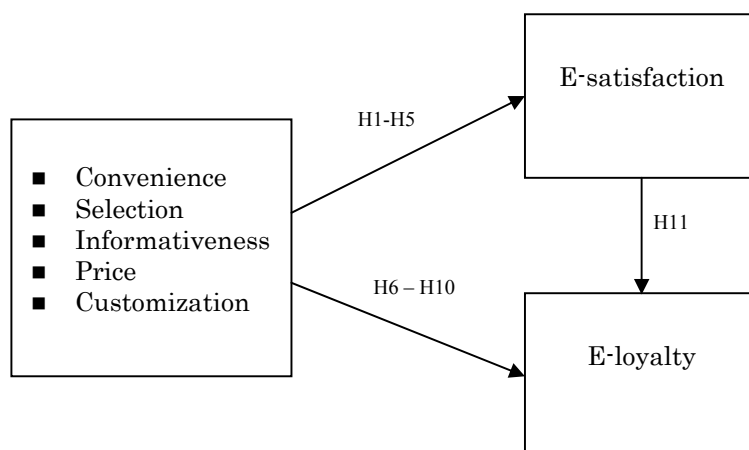 E-satisfaction
H1-H5
■ Convenience
■ Selection
■ Informativeness
■ Price
■ Customization
H11
H6 – H10
E-loyalty